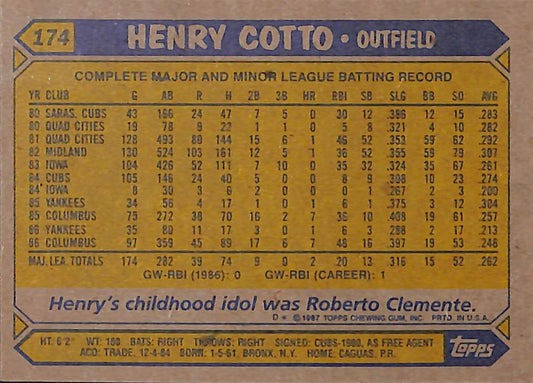 174
HENRY COTTO • OUTFIELD
COMPLETE MAJOR AND MINOR LEAGUE BATTING RECORD
YR CLUB G AB R H 2B 3B HR RBI SB SLG BB SO AVG
80 SARAS. CUBS 43 166 24 47 7 5 0 30 12 .386 12 15 .283
80 QUAD CITIES 19 78 9 22 1 1 0 5 8 .321 4 10 .282
81 QUAD CITIES 128 493 80 144 15 6 1 46 52 .353 59 62 .292
82 MIDLAND 130 524 103 161 12 5 1 36 52 .355 59 79 .307
83 IOWA 104 426 52 111 7 10 0 35 32 .324 35 67 .261
84 CUBS 105 146 24 40 5 0 0 8 9 .308 10 23 .274
84 IOWA 8 30 3 6 2 0 0 0 1 .267 2 3 .200
85 YANKEES 34 56 4 17 1 0 1 6 1 .375 3 12 .304
85 COLUMBUS 75 272 38 70 16 2 7 36 10 .408 19 61 .257
86 YANKEES 35 80 11 17 3 0 1 6 3 .288 2 17 .213
86 COLUMBUS 97 359 45 89 17 6 7 48 16 .397 19 53 .248
MAJ. LEA. TOTALS 174 282 39 74 9 0 2 20 13 .316 15 52 .262
GW-RBI (1986): 0 GW-RBI (CAREER): 1
Henry's childhood idol was Roberto Clemente.
D * © 1987 TOPPS CHEWING GUM, INC. PRTD. IN U.S.A.
HT: 6'2" WT: 180 BATS: RIGHT THROWS: RIGHT SIGNED: CUBS-1980, AS FREE AGENT
ACQ: TRADE, 12-4-84 BORN: 1-5-61, BRONX, N.Y. HOME: CAGUAS, P.R.
TOPPS